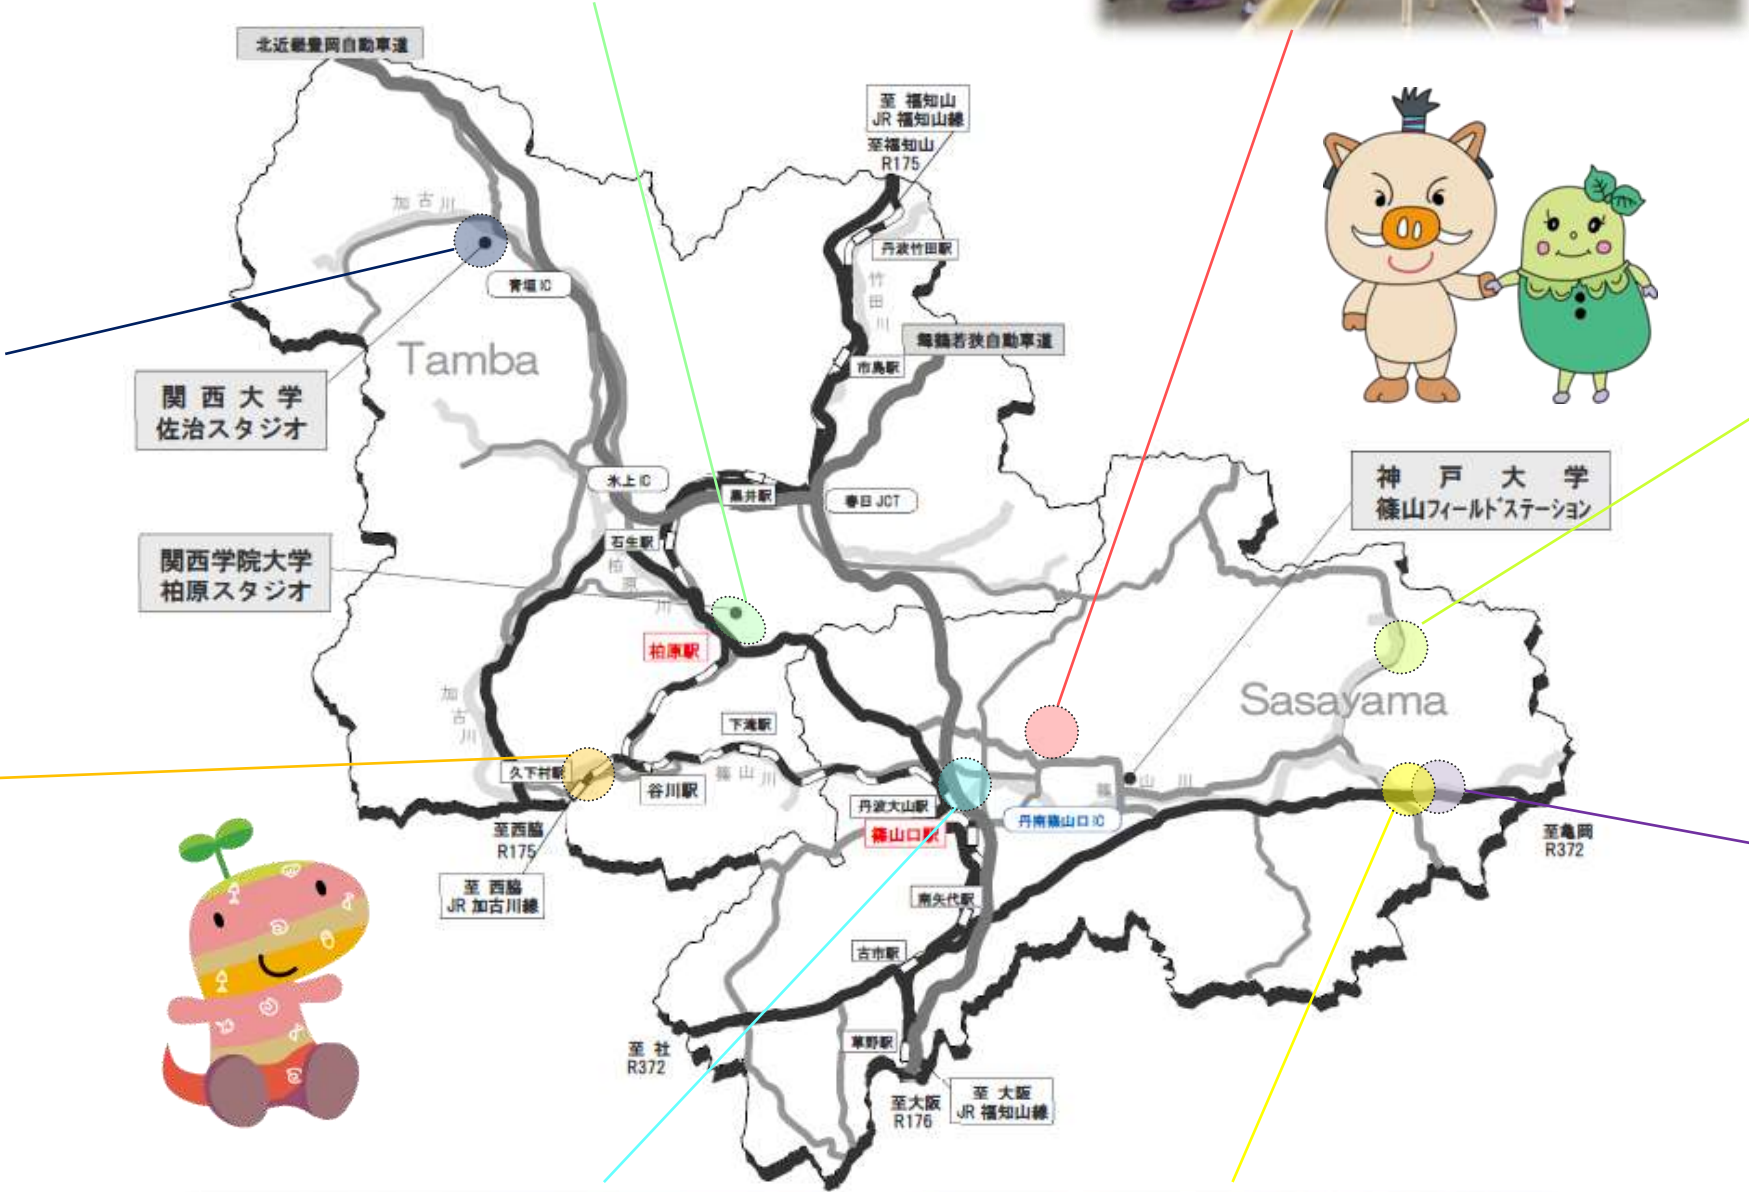 北近畿豊岡自動車道
至 福知山
JR 福知山線
至福知山
R175
加 古 川
丹波竹田駅
青垣 IC
竹
田
川
舞鶴若狭自動車道
Tamba
市島駅
関 西 大 学
佐治スタジオ
氷上 IC
黒井駅
春日 JCT
神 戸 大 学
篠山フィールドステーション
石生駅
関西学院大学
柏原スタジオ
柏
原
川
柏原駅
Sasayama
加
古
川
下滝駅
久下村駅
谷川駅
篠 山 川
篠 山 川
丹波大山駅
丹南篠山口 IC
篠山口駅
至西脇
R175
至亀岡
R372
至 西脇
JR 加古川線
南矢代駅
古市駅
草野駅
至 社
R372
至大阪
R176
至 大阪
JR 福知山線